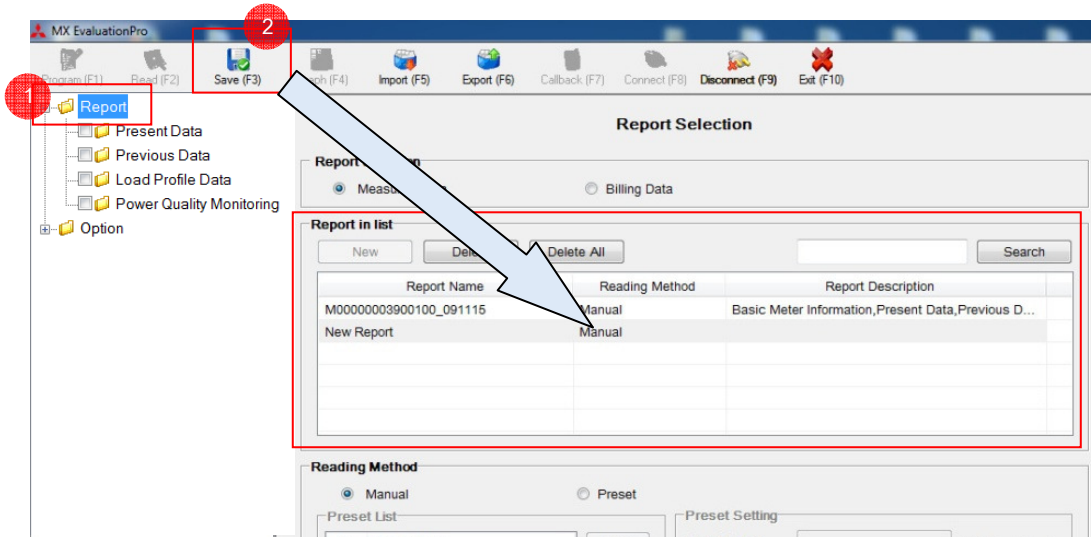 MX EvaluationPro
2
Program (F1) Read (F2) Save (F3) (F4) Import (F5) Export (F6) Callback (F7) Connect (F8) Disconnect (F9) Exit (F10)
1
Report
Present Data
Previous Data
Load Profile Data
Power Quality Monitoring
Option
Report Selection
Report
Billing Data
Report in list
New Delete All Search
Report Name Reading Method Report Description
M00000003900100_091115 Manual Basic Meter Information,Present Data,Previous D...
New Report Manual
Reading Method
Manual Preset
Preset List Preset Setting